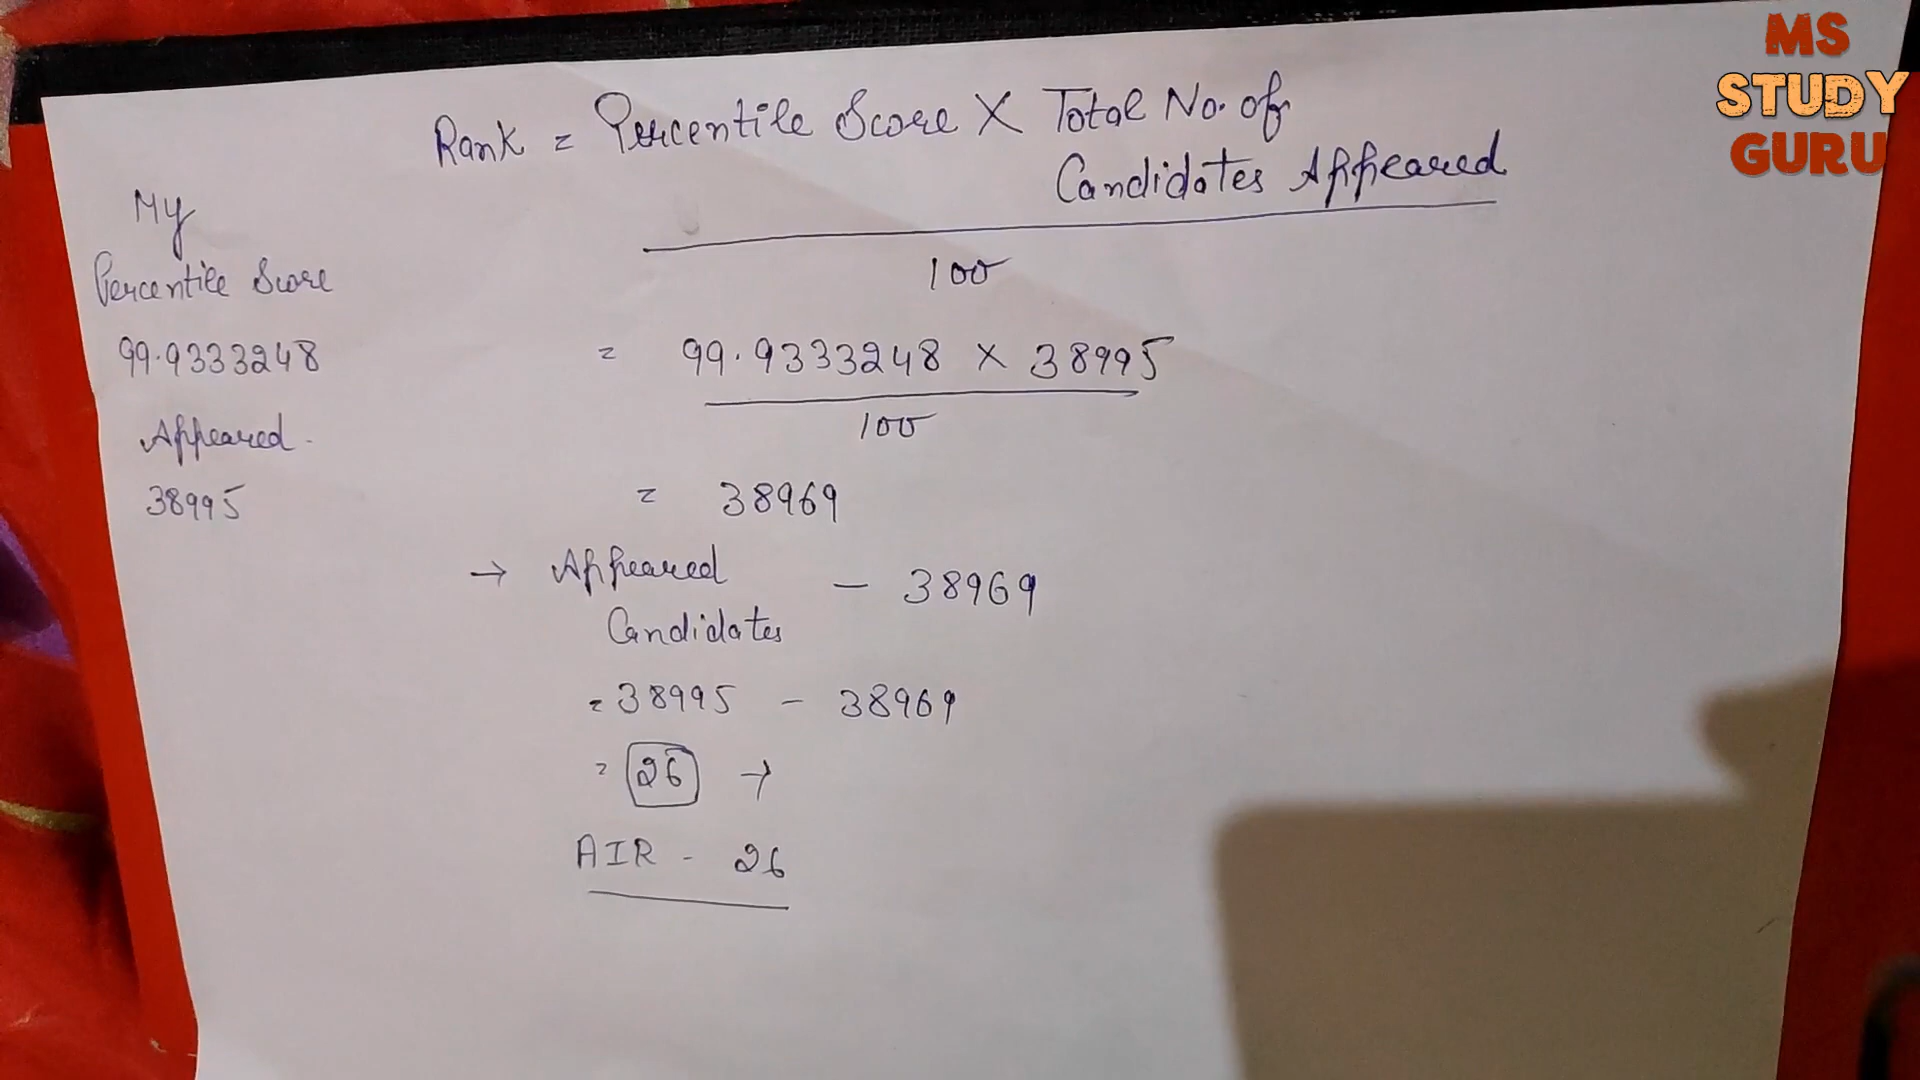 MS
STUDY
GURU
Rank = Percentile Score X Total No. of
Candidates Appeared
100
My
Percentile Score
99.9333248
Appeared.
38995
= 99.9333248 X 38995
100
= 38969
→ Appeared - 38969
Candidates
= 38995 - 38969
= 26 →
AIR - 26